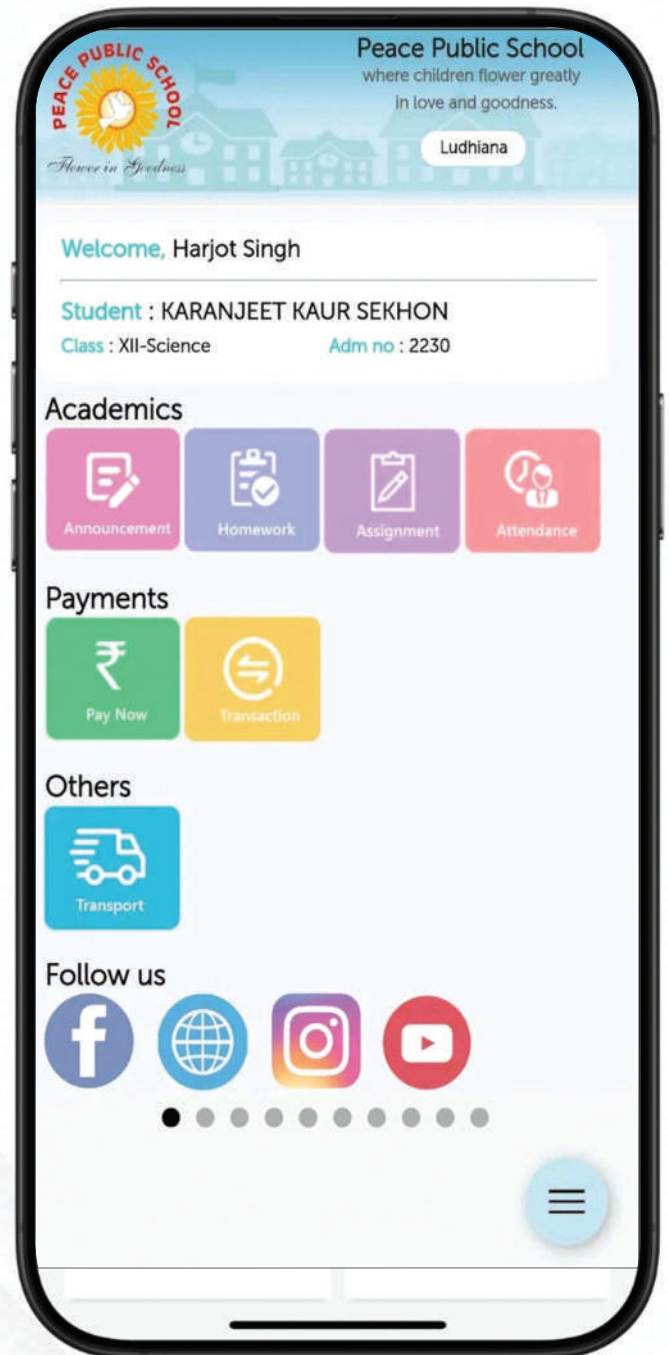 PEACE PUBLIC SCHOOL
Flower in Goodness
Peace Public School
where children flower greatly
in love and goodness.
Ludhiana
Welcome, Harjot Singh
Student : KARANJEET KAUR SEKHON
Class : XII-Science Adm no : 2230
Academics
Announcement Homework Assignment Attendance
Payments
₹
Pay Now Transaction
Others
Transport
Follow us
f